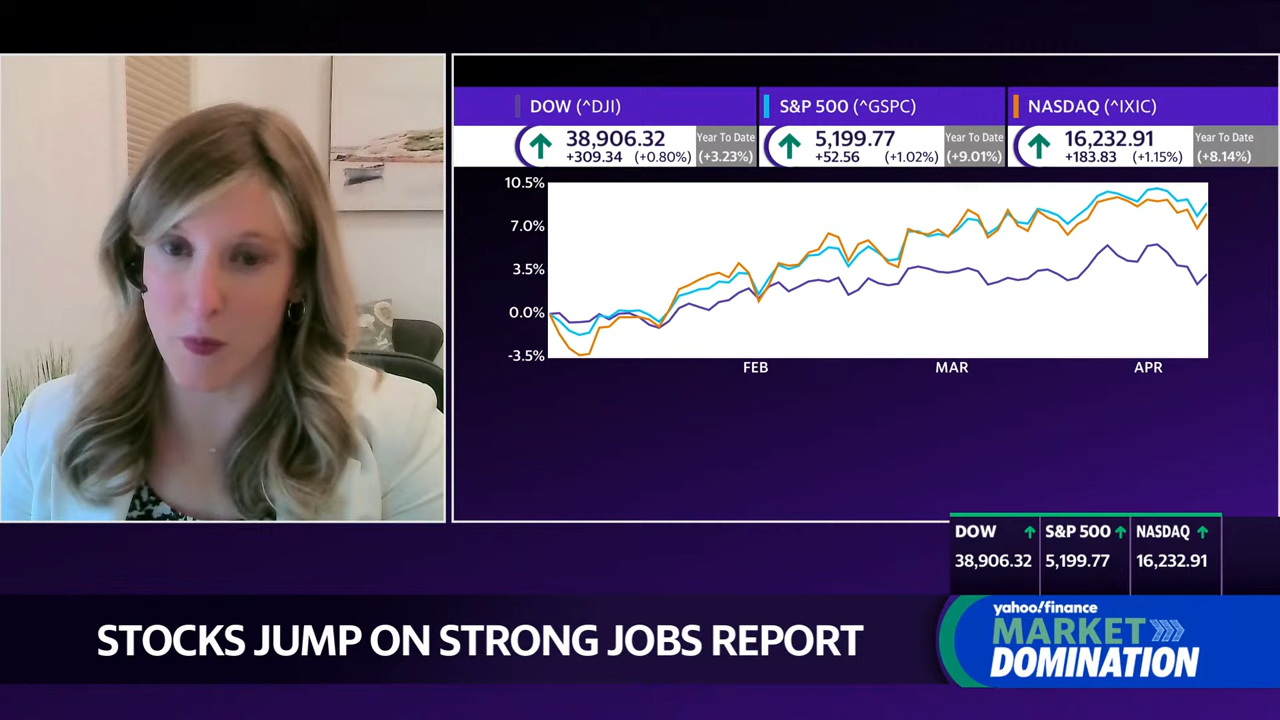 DOW (^DJI)
38,906.32
+309.34 (+0.80%)
Year To Date
(+3.23%)
S&P 500 (^GSPC)
5,199.77
+52.56 (+1.02%)
Year To Date
(+9.01%)
NASDAQ (^IXIC)
16,232.91
+183.83 (+1.15%)
Year To Date
(+8.14%)
10.5%
7.0%
3.5%
0.0%
-3.5%
FEB MAR APR
DOW S&P 500 NASDAQ
38,906.32 5,199.77 16,232.91
STOCKS JUMP ON STRONG JOBS REPORT
yahoo!finance
MARKET
DOMINATION